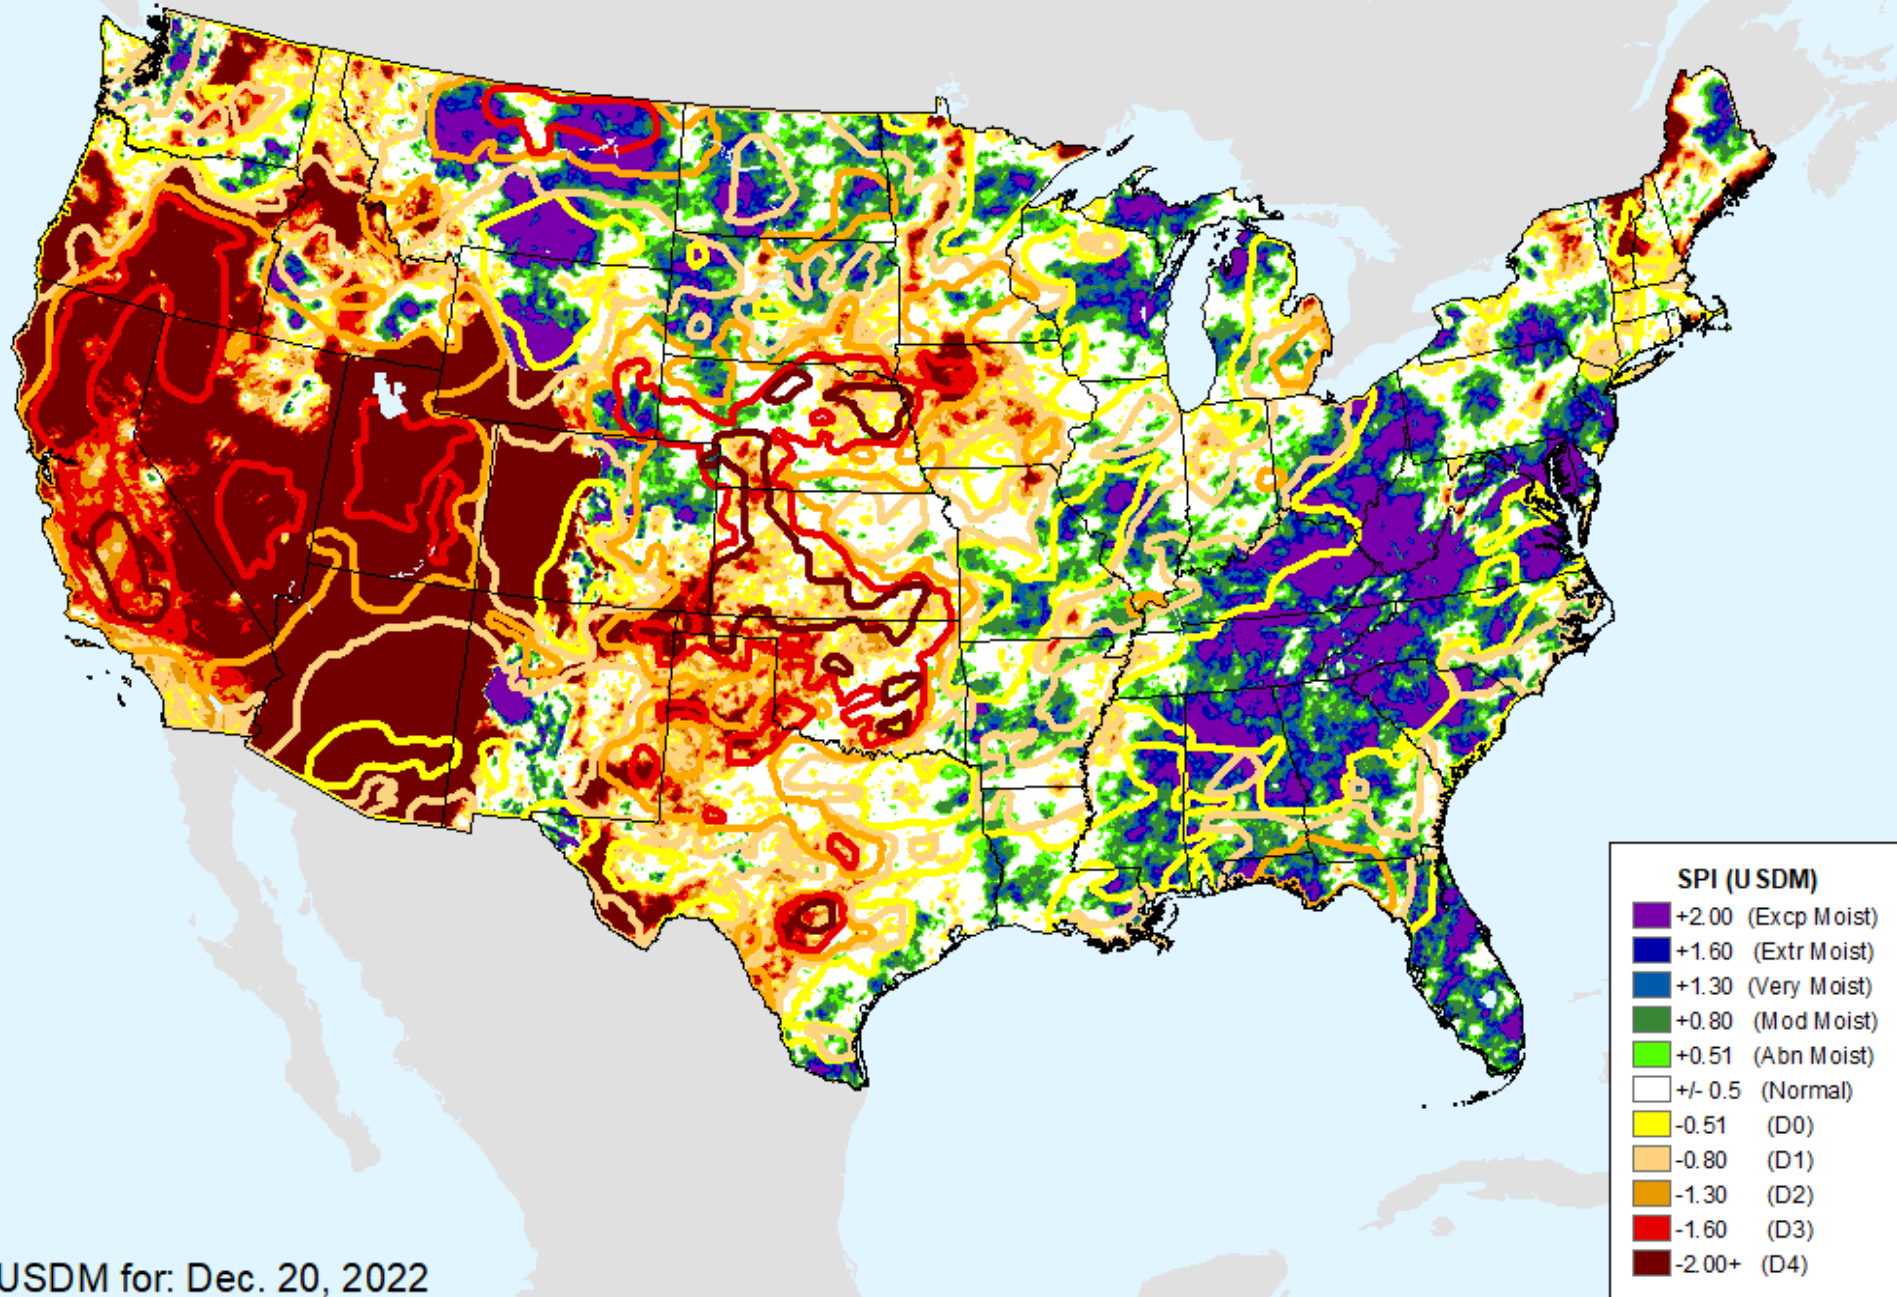 SPI (USDM)
+2.00 (Excp Moist)
+1.60 (Extr Moist)
+1.30 (Very Moist)
+0.80 (Mod Moist)
+0.51 (Abn Moist)
+/- 0.5 (Normal)
-0.51 (D0)
-0.80 (D1)
-1.30 (D2)
-1.60 (D3)
-2.00+ (D4)
USDM for: Dec. 20, 2022